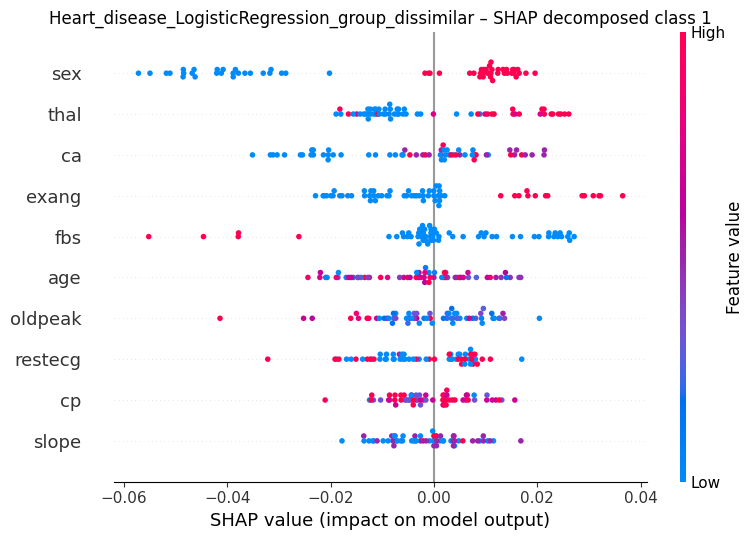 Heart_disease_LogisticRegression_group_dissimilar – SHAP decomposed class 1
High
sex
thal
ca
exang
fbs
age
oldpeak
restecg
cp
slope
Feature value
Low
−0.06 −0.04 −0.02 0.00 0.02 0.04
SHAP value (impact on model output)